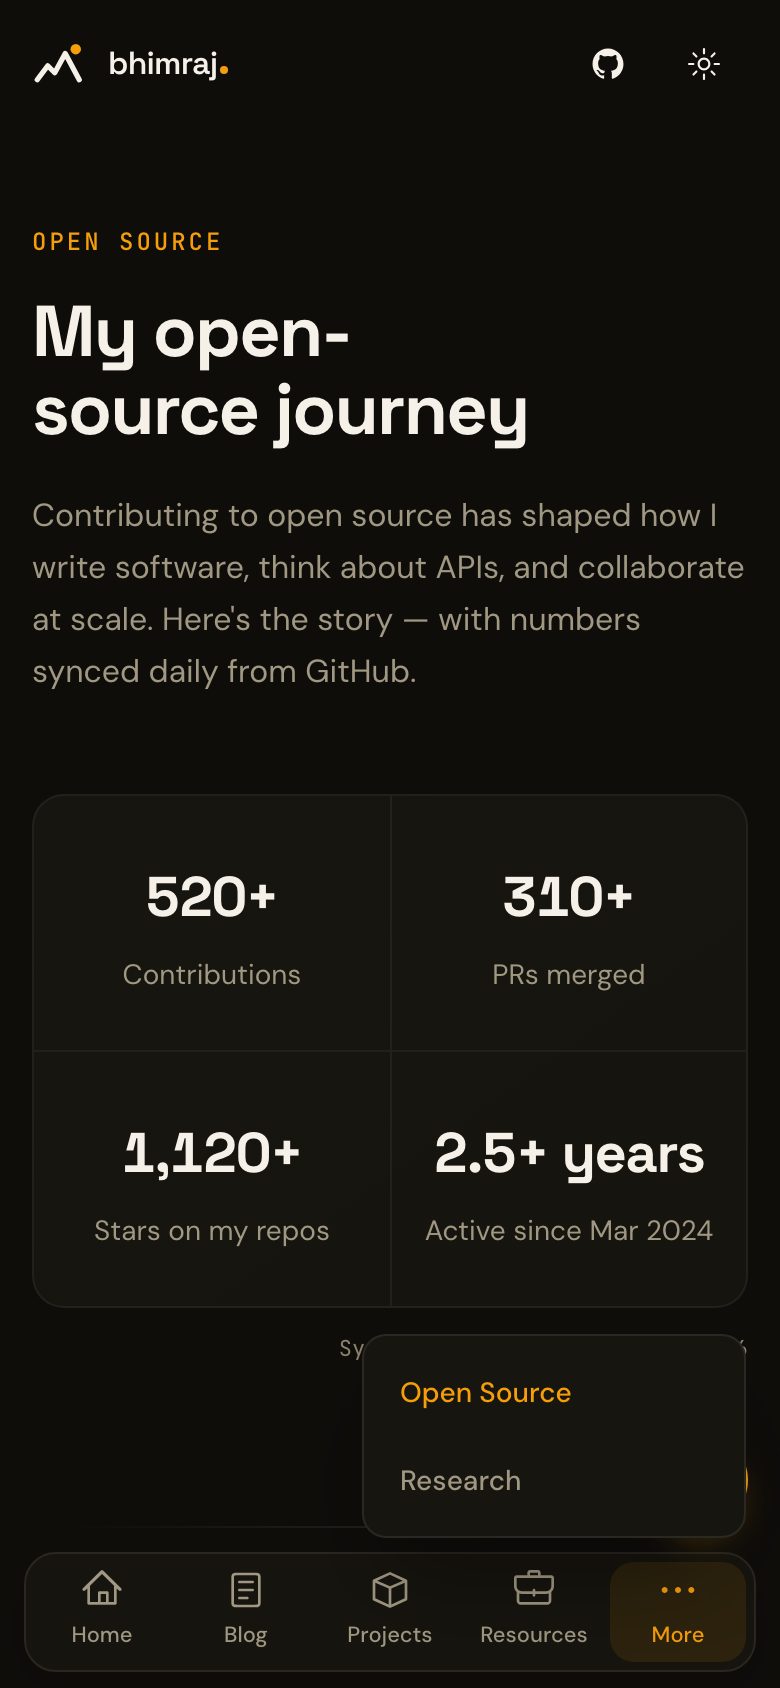 bhimraj.
OPEN SOURCE
My open-
source journey
Contributing to open source has shaped how I
write software, think about APIs, and collaborate
at scale. Here's the story — with numbers
synced daily from GitHub.
520+
Contributions
310+
PRs merged
1,120+
Stars on my repos
2.5+ years
Active since Mar 2024
Open Source
Research
Home
Blog
Projects
Resources
More